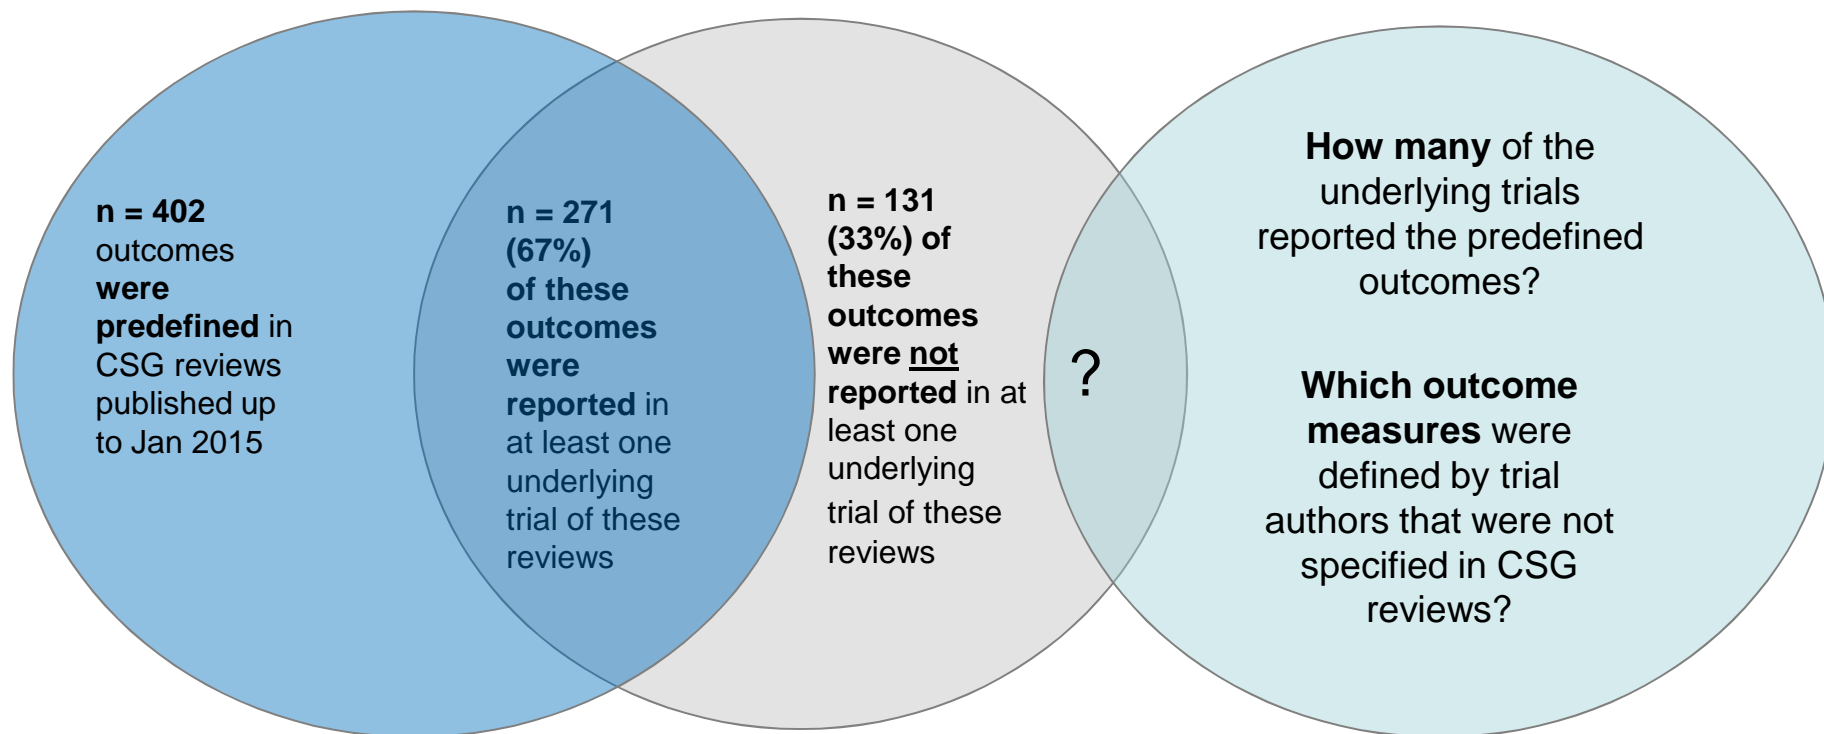 n = 402
outcomes
were
predefined in
CSG reviews
published up
to Jan 2015
n = 271
(67%)
of these
outcomes
were
reported in
at least one
underlying
trial of these
reviews
n = 131
(33%) of
these
outcomes
were not
reported in at
least one
underlying
trial of these
reviews
?
How many of the
underlying trials
reported the predefined
outcomes?
Which outcome
measures were
defined by trial
authors that were not
specified in CSG
reviews?